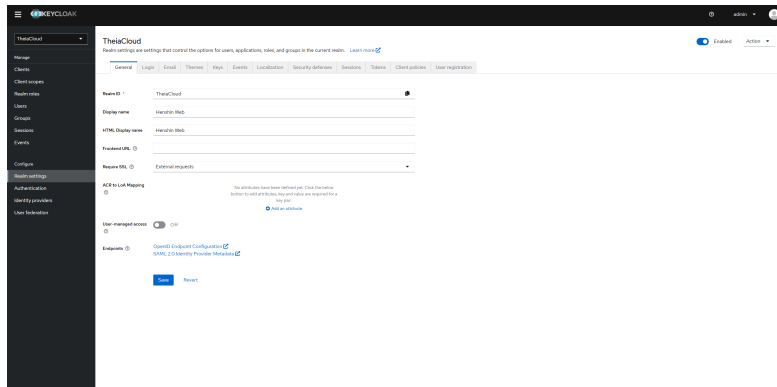 KEYCLOAK
admin
TheiaCloud
Manage
Clients
Client scopes
Realm roles
Users
Groups
Sessions
Events
Configure
Realm settings
Authentication
Identity providers
User federation
TheiaCloud
Enabled
Action
Realm settings are settings that control the options for users, applications, roles, and groups in the current realm. Learn more
General Login Email Themes Keys Events Localization Security defenses Sessions Tokens Client policies User registration
Realm ID * TheiaCloud
Display name Henshin Web
HTML Display name Henshin Web
Frontend URL
Require SSL External requests
ACR to LoA Mapping
No attributes have been defined yet. Click the below
button to add attributes, key and value are required for a
key pair.
Add an attribute
User-managed access Off
Endpoints OpenID Endpoint Configuration
SAML 2.0 Identity Provider Metadata
Save Revert